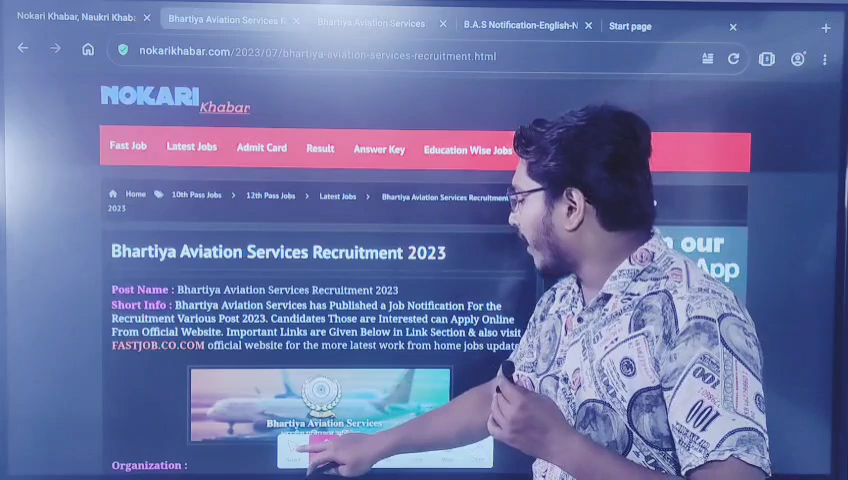 Nokari Khabar, Naukri Khab
Bhartiya Aviation Services R
Bhartiya Aviation Services
B.A.S Notification-English-N
Start page
nokarikhabar.com/2023/07/bhartiya-aviation-services-recruitment.html
NOKARI
Khabar
Fast Job
Latest Jobs
Admit Card
Result
Answer Key
Education Wise Jobs
Home
10th Pass Jobs
12th Pass Jobs
Latest Jobs
Bhartiya Aviation Services Recruitment
2023
Bhartiya Aviation Services Recruitment 2023
our
App
Post Name : Bhartiya Aviation Services Recruitment 2023
Short Info : Bhartiya Aviation Services has Published a Job Notification For the
Recruitment Various Post 2023. Candidates Those are Interested can Apply Online
From Official Website. Important Links are Given Below in Link Section & also visit
FASTJOB.CO.COM official website for the more latest work from home jobs update
Bhartiya Aviation Services
Organization :
100
001